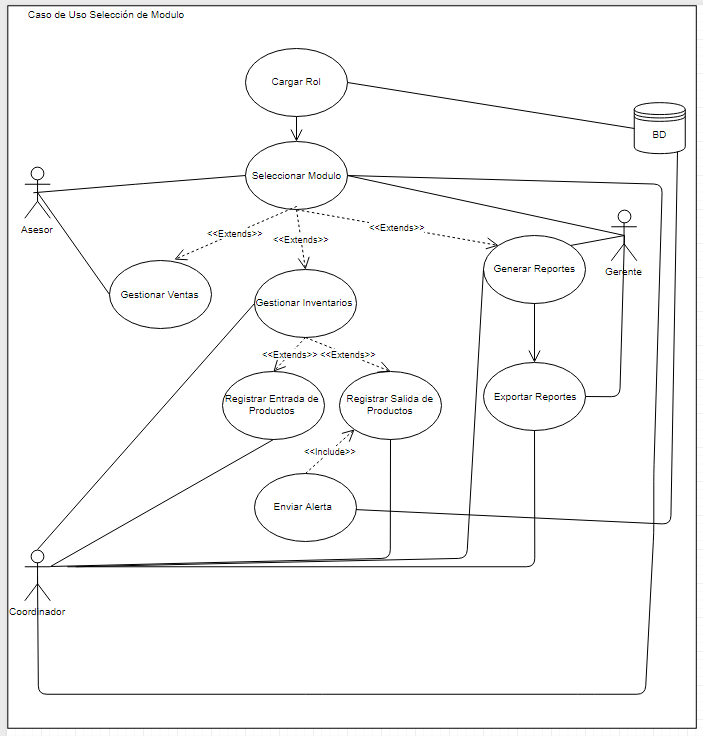 Caso de Uso Selección de Modulo
Cargar Rol
BD
Seleccionar Modulo
Asesor
<<Extends>>
<<Extends>>
<<Extends>>
Gerente
Generar Reportes
Gestionar Ventas
Gestionar Inventarios
<<Extends>>
<<Extends>>
Registrar Entrada de
Productos
Registrar Salida de
Productos
Exportar Reportes
<<Include>>
Enviar Alerta
Coordinador